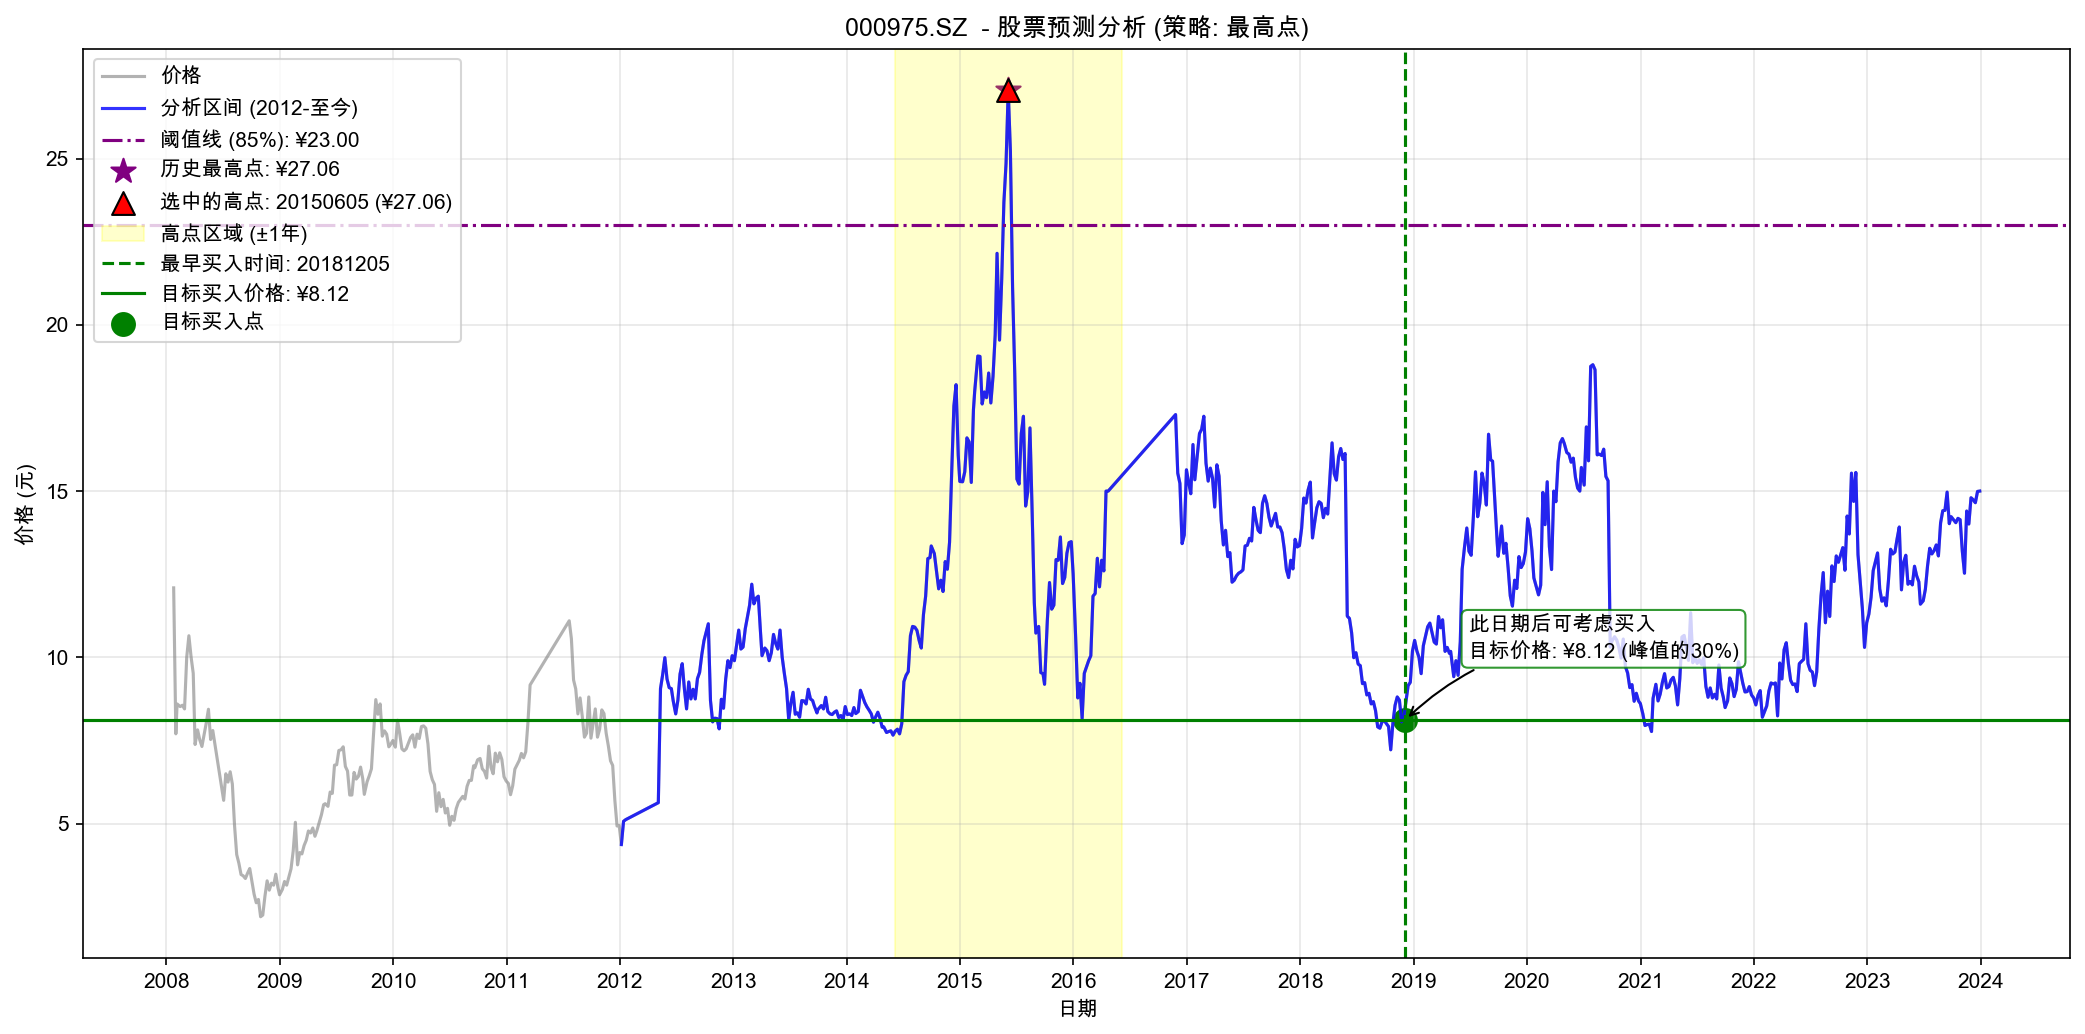 000975.SZ  - 股票预测分析 (策略: 最高点)
价格
分析区间 (2012-至今)
阈值线 (85%): ¥23.00
历史最高点: ¥27.06
选中的高点: 20150605 (¥27.06)
高点区域 (±1年)
最早买入时间: 20181205
目标买入价格: ¥8.12
目标买入点
25
20
15
10
5
价格 (元)
此日期后可考虑买入
目标价格: ¥8.12 (峰值的30%)
2008 2009 2010 2011 2012 2013 2014 2015 2016 2017 2018 2019 2020 2021 2022 2023 2024
日期